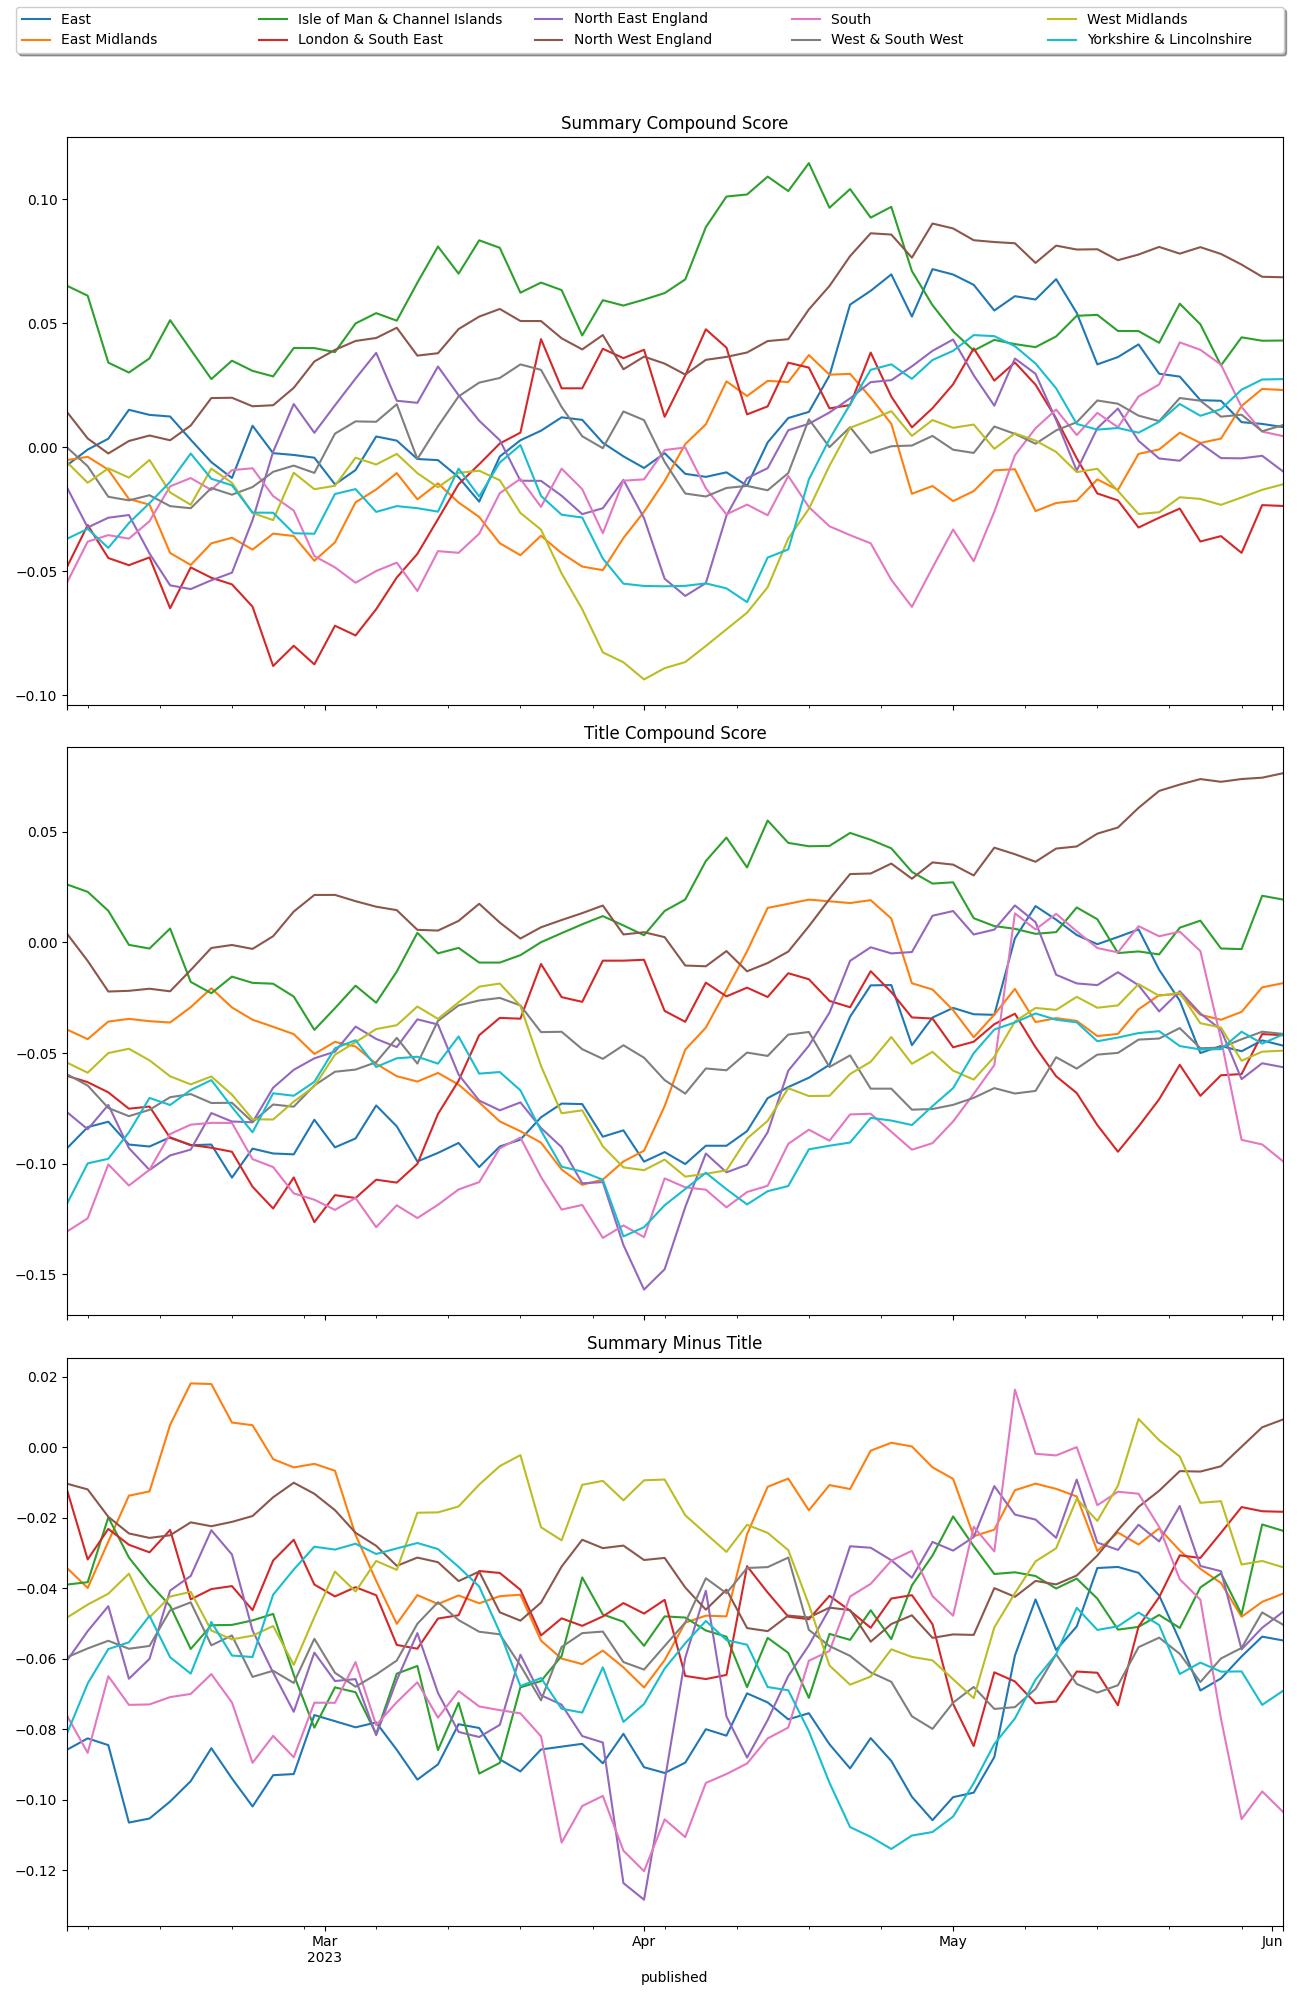 East Isle of Man & Channel Islands North East England South West Midlands
East Midlands London & South East North West England West & South West Yorkshire & Lincolnshire
Summary Compound Score
0.10
0.05
0.00
−0.05
−0.10
Title Compound Score
0.05
0.00
−0.05
−0.10
−0.15
Summary Minus Title
0.02
0.00
−0.02
−0.04
−0.06
−0.08
−0.10
−0.12
Mar Apr May Jun
2023
published